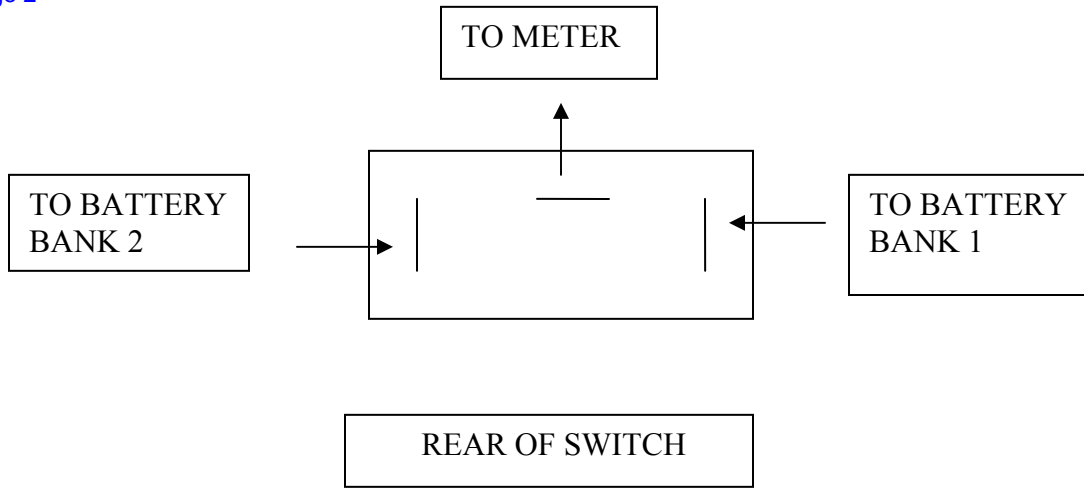 TO METER
TO BATTERY
BANK 2
TO BATTERY
BANK 1
REAR OF SWITCH